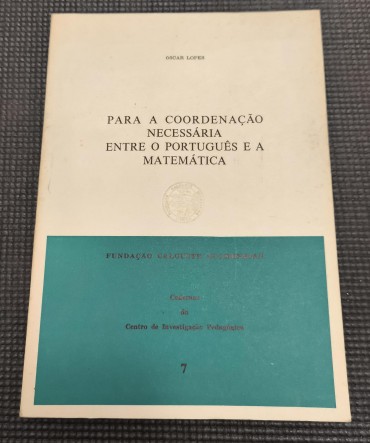 OSCAR LOPES
PARA A COORDENAÇÃO
NECESSÁRIA
ENTRE O PORTUGUÊS E A
MATEMÁTICA
FUNDAÇÃO CALOUSTE GULBENKIAN
Cadernos
do
Centro de Investigação Pedagógica
7